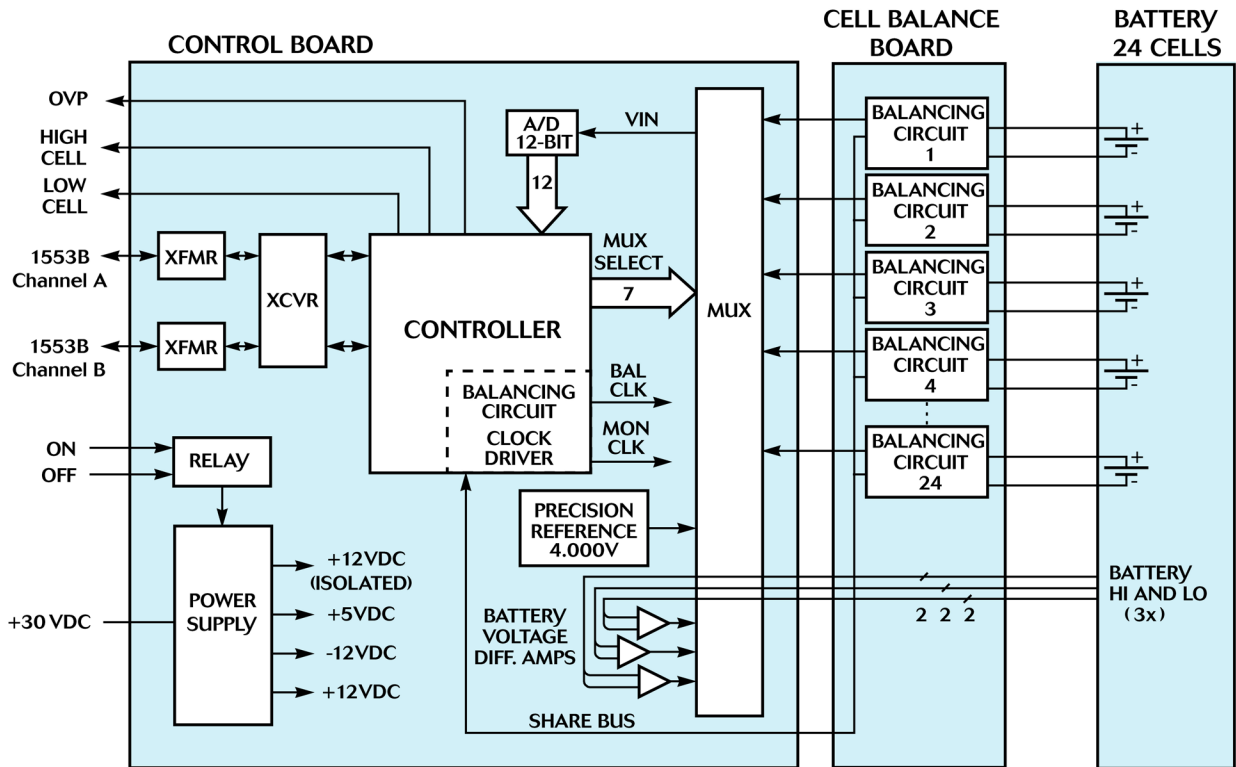 CONTROL BOARD
CELL BALANCE
BOARD
BATTERY
24 CELLS
OVP
HIGH
CELL
LOW
CELL
1553B
Channel A
1553B
Channel B
XFMR
XFMR
XCVR
A/D
12-BIT
VIN
12
MUX
SELECT
7
CONTROLLER
MUX
BALANCING
CIRCUIT
CLOCK
DRIVER
BAL
CLK
MON
CLK
BALANCING
CIRCUIT
1
BALANCING
CIRCUIT
2
BALANCING
CIRCUIT
3
BALANCING
CIRCUIT
4
BALANCING
CIRCUIT
24
+
-
+
-
+
-
+
-
+
-
ON
OFF
RELAY
PRECISION
REFERENCE
4.000V
+30 VDC
POWER
SUPPLY
+12VDC
(ISOLATED)
+5VDC
-12VDC
+12VDC
BATTERY
VOLTAGE
DIFF. AMPS
2 2 2
BATTERY
HI AND LO
(3x)
SHARE BUS